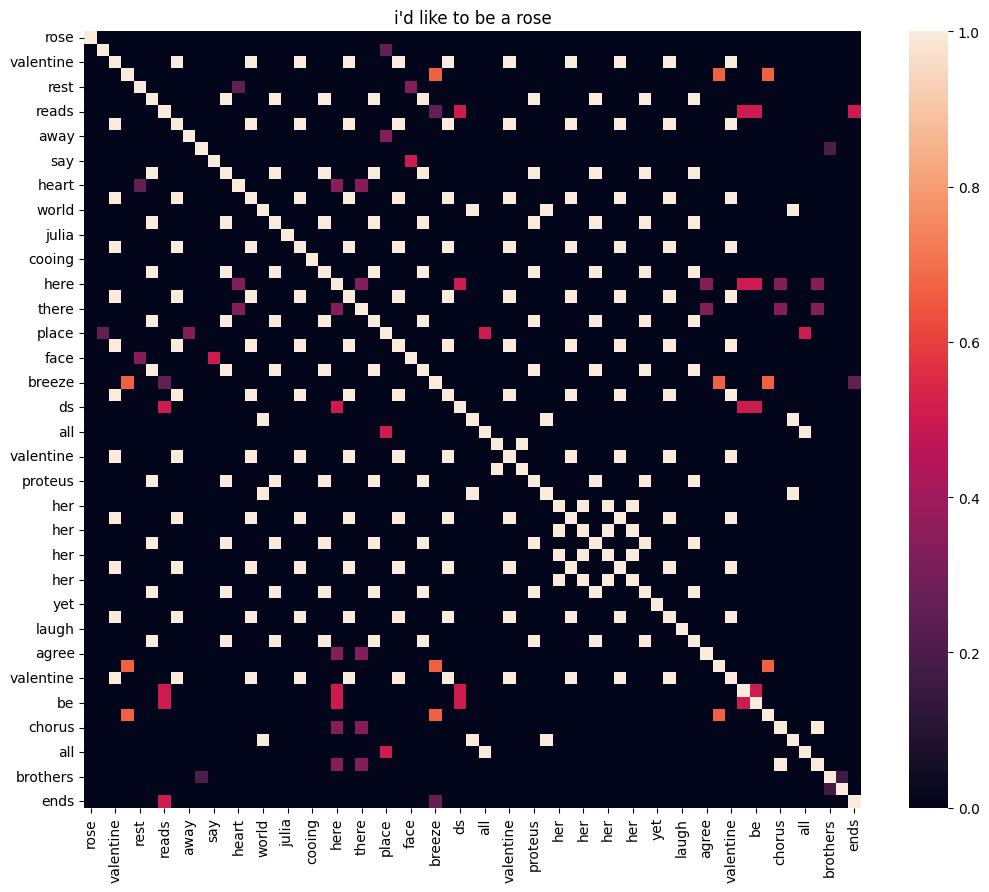 i'd like to be a rose
rose
valentine
rest
reads
away
say
heart
world
julia
cooing
here
there
place
face
breeze
ds
all
valentine
proteus
her
her
her
her
yet
laugh
agree
valentine
be
chorus
all
brothers
ends
rose
valentine
rest
reads
away
say
heart
world
julia
cooing
here
there
place
face
breeze
ds
all
valentine
proteus
her
her
her
her
yet
laugh
agree
valentine
be
chorus
all
brothers
ends
1.0
0.8
0.6
0.4
0.2
0.0